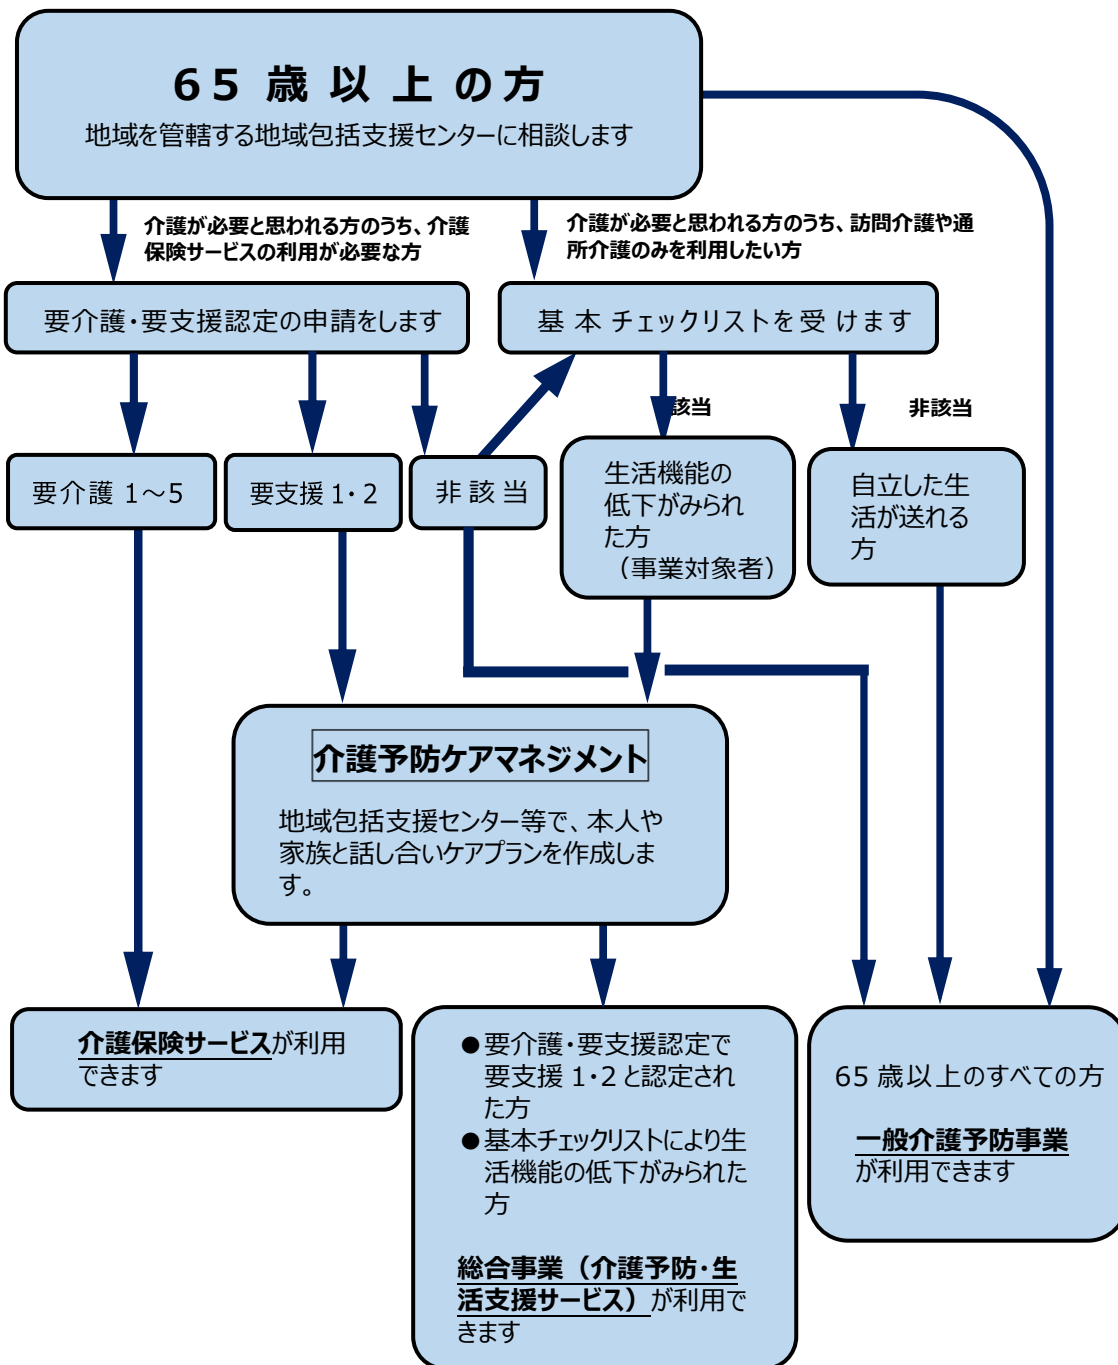 65 歳以上の方
地域を管轄する地域包括支援センターに相談します
介護が必要と思われる方のうち、介護
保険サービスの利用が必要な方
介護が必要と思われる方のうち、訪問介護や通
所介護のみを利用したい方
要介護・要支援認定の申請をします
基本チェックリストを受けます
該当
非該当
要介護 1～5
要支援 1・2
非該当
生活機能の
低下がみられ
た方
（事業対象者）
自立した生
活が送れる
方
介護予防ケアマネジメント
地域包括支援センター等で、本人や
家族と話し合いケアプランを作成しま
す。
介護保険サービスが利用
できます
●要介護・要支援認定で
要支援 1・2 と認定され
た方
●基本チェックリストにより生
活機能の低下がみられた
方
総合事業（介護予防・生
活支援サービス）が利用で
きます
65 歳以上のすべての方
一般介護予防事業
が利用できます